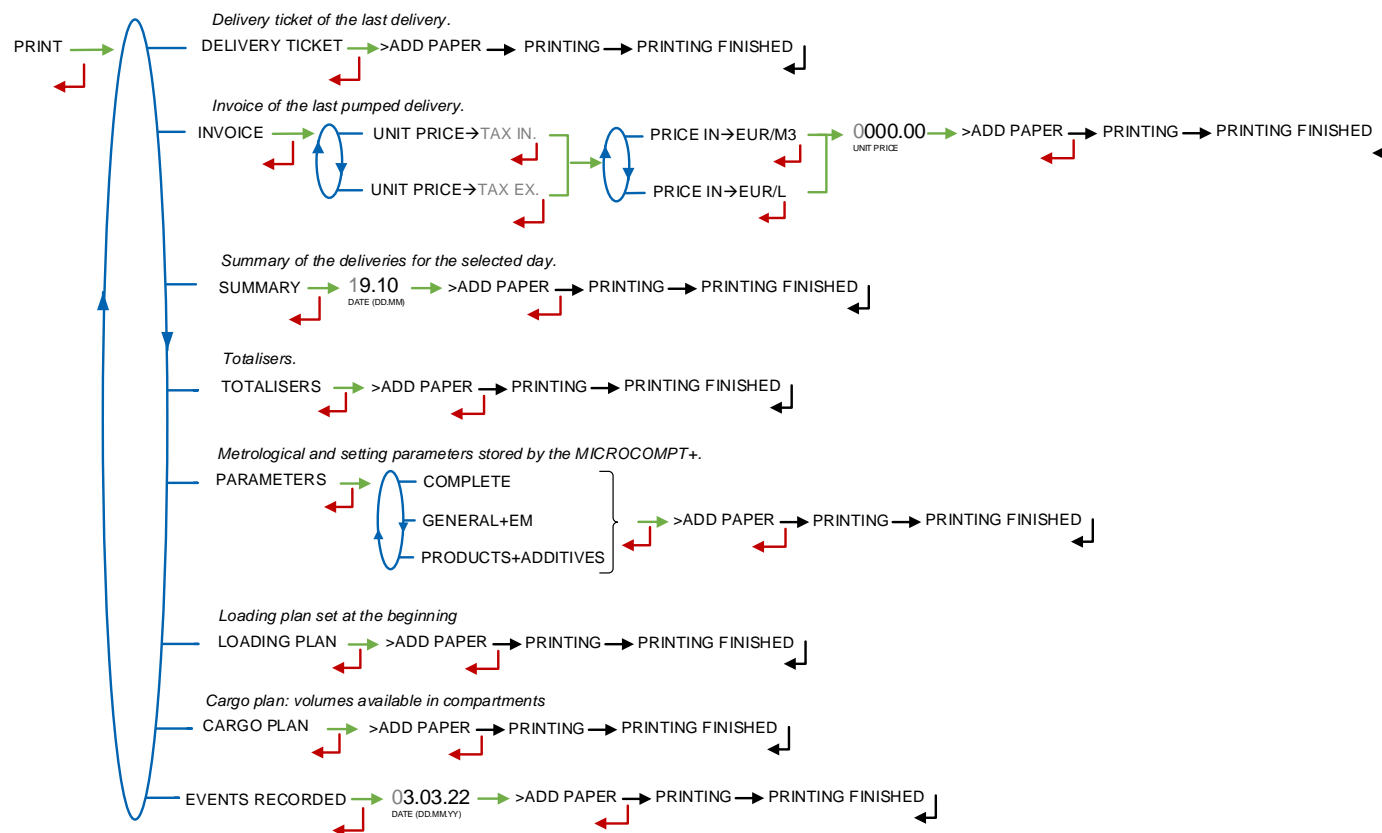 Delivery ticket of the last delivery.
PRINT DELIVERY TICKET >ADD PAPER PRINTING PRINTING FINISHED
Invoice of the last pumped delivery.
INVOICE UNIT PRICE→TAX IN. PRICE IN→EUR/M3 0000.00 >ADD PAPER PRINTING PRINTING FINISHED
UNIT PRICE
UNIT PRICE→TAX EX. PRICE IN→EUR/L
Summary of the deliveries for the selected day.
SUMMARY 19.10 >ADD PAPER PRINTING PRINTING FINISHED
DATE (DD.MM)
Totalisers.
TOTALISERS >ADD PAPER PRINTING PRINTING FINISHED
Metrological and setting parameters stored by the MICROCOMPT+.
PARAMETERS COMPLETE
GENERAL+EM >ADD PAPER PRINTING PRINTING FINISHED
PRODUCTS+ADDITIVES
Loading plan set at the beginning
LOADING PLAN >ADD PAPER PRINTING PRINTING FINISHED
Cargo plan: volumes available in compartments
CARGO PLAN >ADD PAPER PRINTING PRINTING FINISHED
EVENTS RECORDED 03.03.22 >ADD PAPER PRINTING PRINTING FINISHED
DATE (DD.MM.YY)